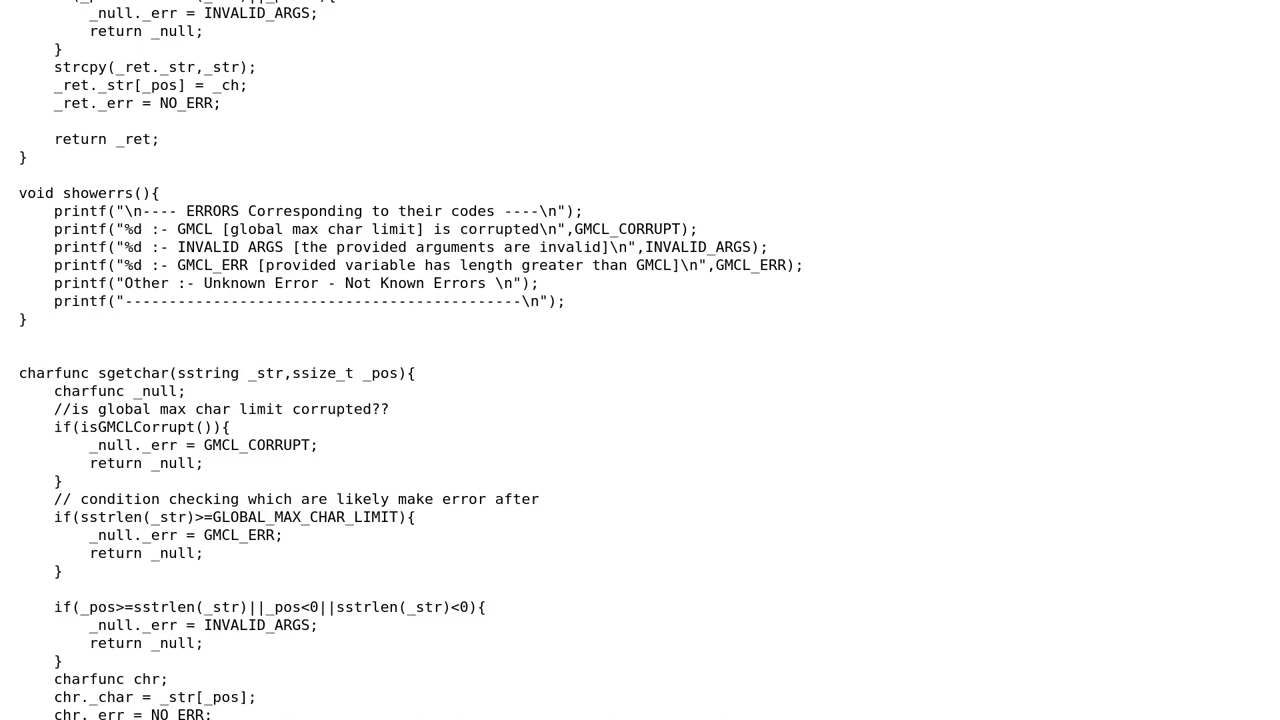 _null._err = INVALID_ARGS;
        return _null;
    }
    strcpy(_ret._str,_str);
    _ret._str[_pos] = _ch;
    _ret._err = NO_ERR;

    return _ret;
}

void showerrs(){
    printf("\n---- ERRORS Corresponding to their codes ----\n");
    printf("%d :- GMCL [global max char limit] is corrupted\n",GMCL_CORRUPT);
    printf("%d :- INVALID ARGS [the provided arguments are invalid]\n",INVALID_ARGS);
    printf("%d :- GMCL_ERR [provided variable has length greater than GMCL]\n",GMCL_ERR);
    printf("Other :- Unknown Error - Not Known Errors \n");
    printf("---------------------------------------------\n");
}


charfunc sgetchar(sstring _str,ssize_t _pos){
    charfunc _null;
    //is global max char limit corrupted??
    if(isGMCLCorrupt()){
        _null._err = GMCL_CORRUPT;
        return _null;
    }
    // condition checking which are likely make error after
    if(sstrlen(_str)>=GLOBAL_MAX_CHAR_LIMIT){
        _null._err = GMCL_ERR;
        return _null;
    }

    if(_pos>=sstrlen(_str)||_pos<0||sstrlen(_str)<0){
        _null._err = INVALID_ARGS;
        return _null;
    }
    charfunc chr;
    chr._char = _str[_pos];
    chr._err = NO_ERR;